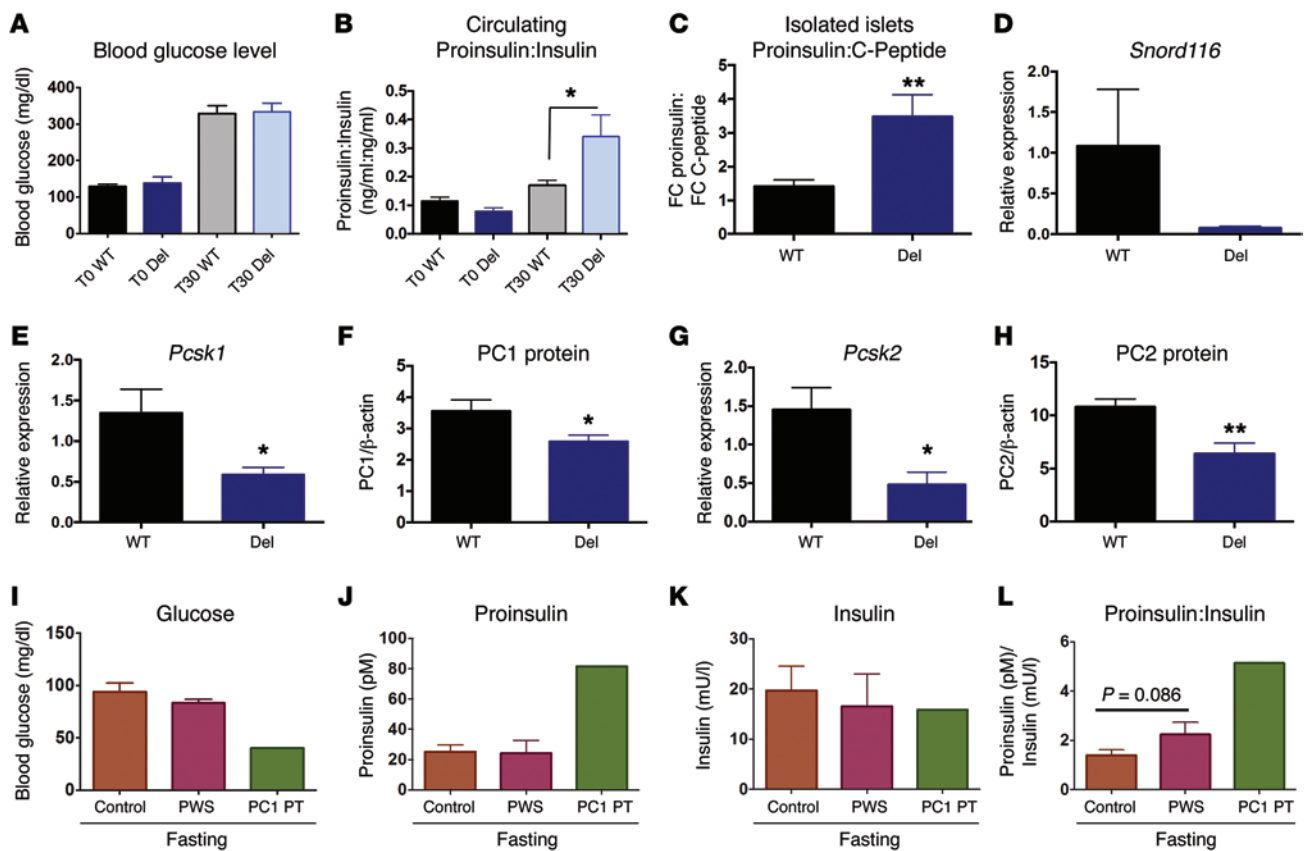 A
Blood glucose level
Blood glucose (mg/dl)
400
300
200
100
0
T0 WT
T0 Del
T30 WT
T30 Del
B
Circulating
Proinsulin:Insulin
Proinsulin:Insulin
(ng/ml:ng/ml)
0.5
0.4
0.3
0.2
0.1
0.0
*
T0 WT
T0 Del
T30 WT
T30 Del
C
Isolated islets
Proinsulin:C-Peptide
FC proinsulin:
FC C-peptide
5
4
3
2
1
0
**
WT
Del
D
Snord116
Relative expression
2.0
1.5
1.0
0.5
0.0
WT
Del
E
Pcsk1
Relative expression
2.0
1.5
1.0
0.5
0.0
*
WT
Del
F
PC1 protein
PC1/β-actin
5
4
3
2
1
0
*
WT
Del
G
Pcsk2
Relative expression
2.0
1.5
1.0
0.5
0.0
*
WT
Del
H
PC2 protein
PC2/β-actin
15
10
5
0
**
WT
Del
I
Glucose
Blood glucose (mg/dl)
150
100
50
0
Control
PWS
PC1 PT
Fasting
J
Proinsulin
Proinsulin (pM)
100
80
60
40
20
0
Control
PWS
PC1 PT
Fasting
K
Insulin
Insulin (mU/l)
30
20
10
0
Control
PWS
PC1 PT
Fasting
L
Proinsulin:Insulin
Proinsulin (pM)/
Insulin (mU/l)
6
4
2
0
P = 0.086
Control
PWS
PC1 PT
Fasting